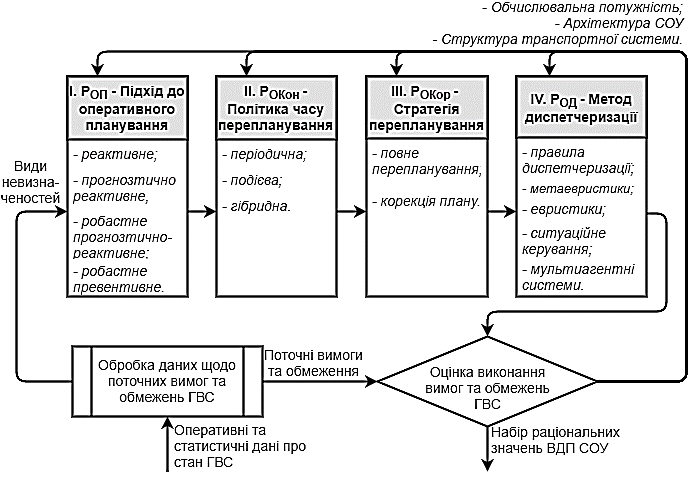 - Обчислювальна потужність;
- Архітектура СОУ
- Структура транспортної системи.
I. РОП - Підхід до
оперативного
планування
- реактивне;
- прогнозтично
реактивне,
- робастне
прогнозтично-
реактивне;
- робастне
превентивне.
II. РОКон -
Політика часу
перепланування
- періодична;
- подієва;
- гібридна.
III. РОКор -
Стратегія
перепланування
- повне
перепланування,
- корекція плану.
IV. РОД - Метод
диспетчеризації
- правила
диспетчеризації;
- метаевристики;
- евристики;
- ситуаційне
керування;
- мультиагентні
системи.
Види
невизна-
ченостей
Обробка даних щодо
поточних вимог та
обмежень ГВС
Поточні вимоги
та обмеження
Оцінка виконання
вимог та обмежень
ГВС
Оперативні та
статистичні дані про
стан ГВС
Набір раціональних
значень ВДП СОУ